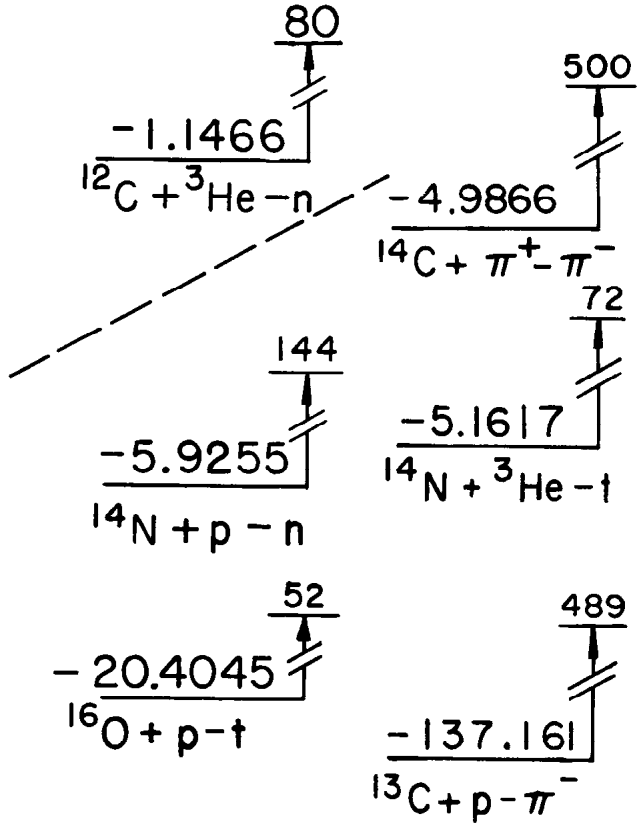 80
-1.1466
¹²C + ³He - n
500
-4.9866
¹⁴C + π⁺ - π⁻
144
-5.9255
¹⁴N + p - n
72
-5.1617
¹⁴N + ³He - t
52
-20.4045
¹⁶O + p - t
489
-137.161
¹³C + p - π⁻